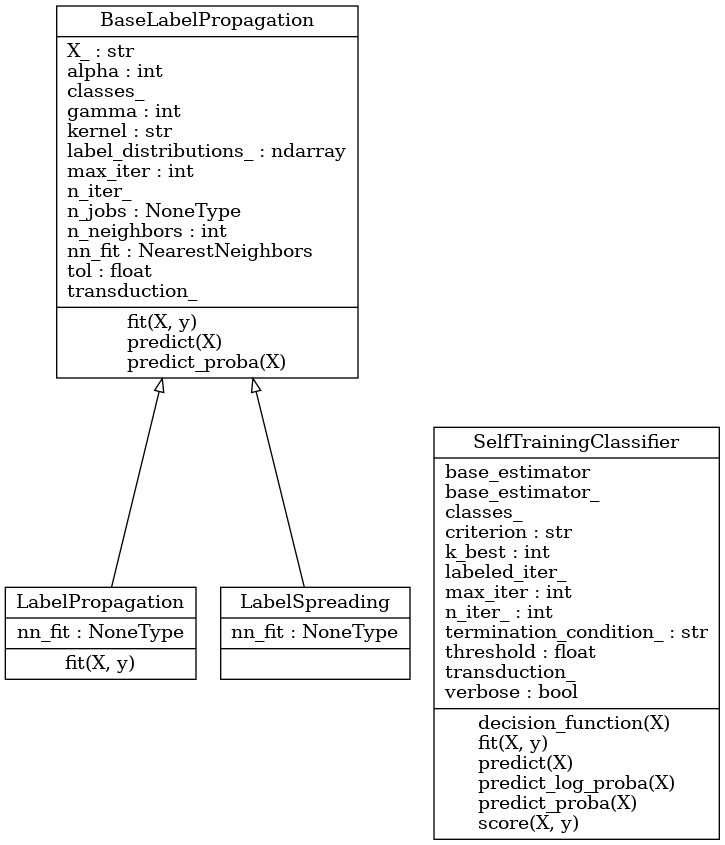 BaseLabelPropagation
X_ : str
alpha : int
classes_
gamma : int
kernel : str
label_distributions_ : ndarray
max_iter : int
n_iter_
n_jobs : NoneType
n_neighbors : int
nn_fit : NearestNeighbors
tol : float
transduction_
fit(X, y)
predict(X)
predict_proba(X)
LabelPropagation
nn_fit : NoneType
fit(X, y)
LabelSpreading
nn_fit : NoneType
SelfTrainingClassifier
base_estimator
base_estimator_
classes_
criterion : str
k_best : int
labeled_iter_
max_iter : int
n_iter_ : int
termination_condition_ : str
threshold : float
transduction_
verbose : bool
decision_function(X)
fit(X, y)
predict(X)
predict_log_proba(X)
predict_proba(X)
score(X, y)